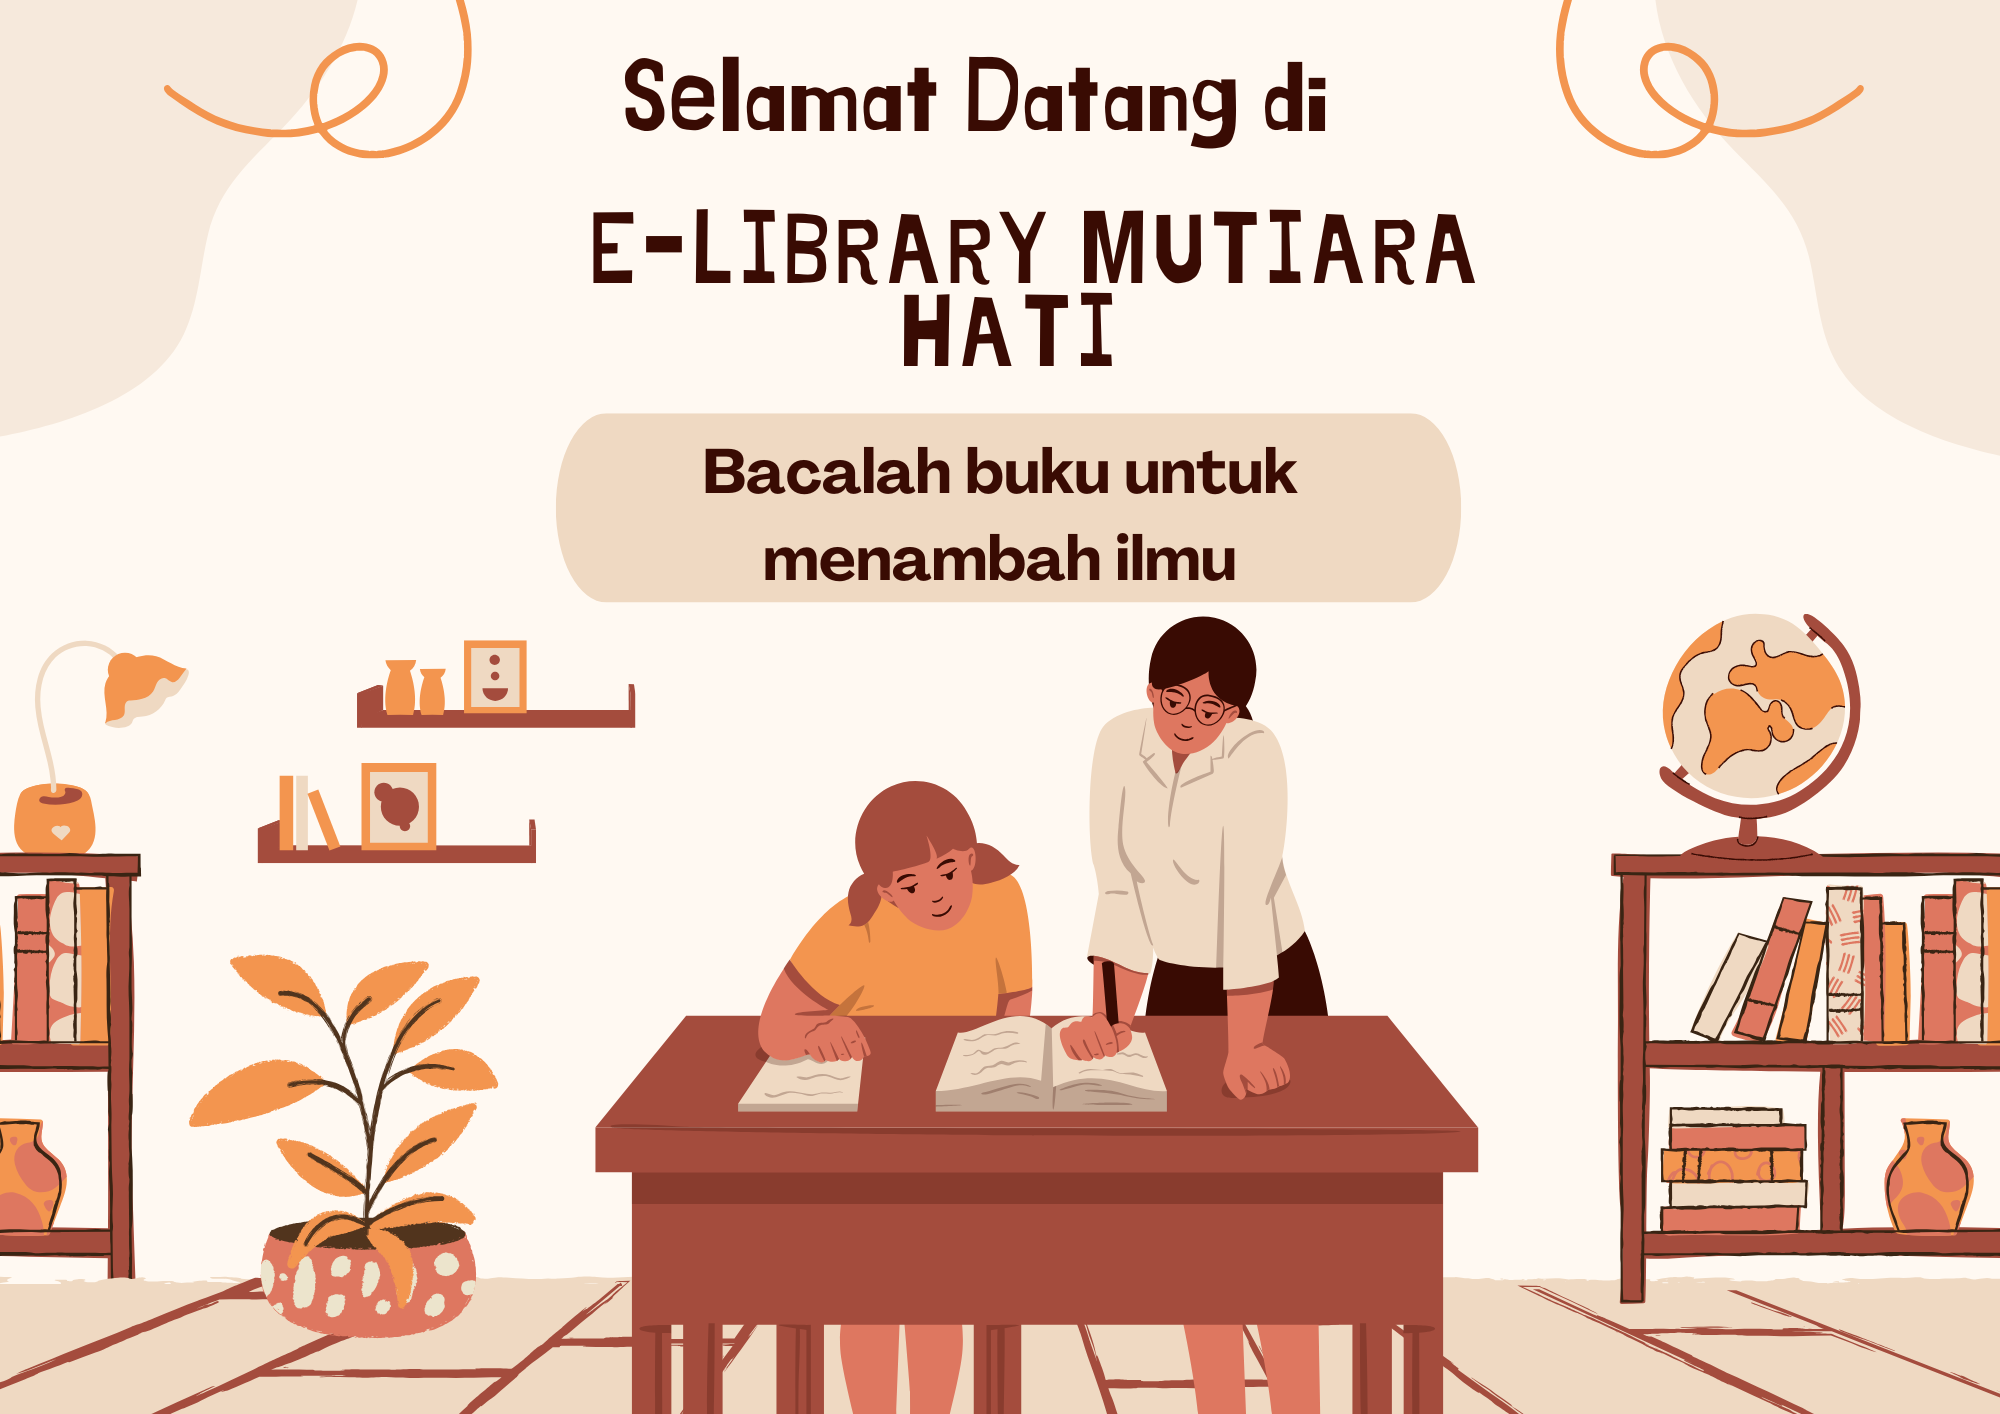 Selamat Datang di
E-LIBRARY MUTIARA
HATI
Bacalah buku untuk
menambah ilmu